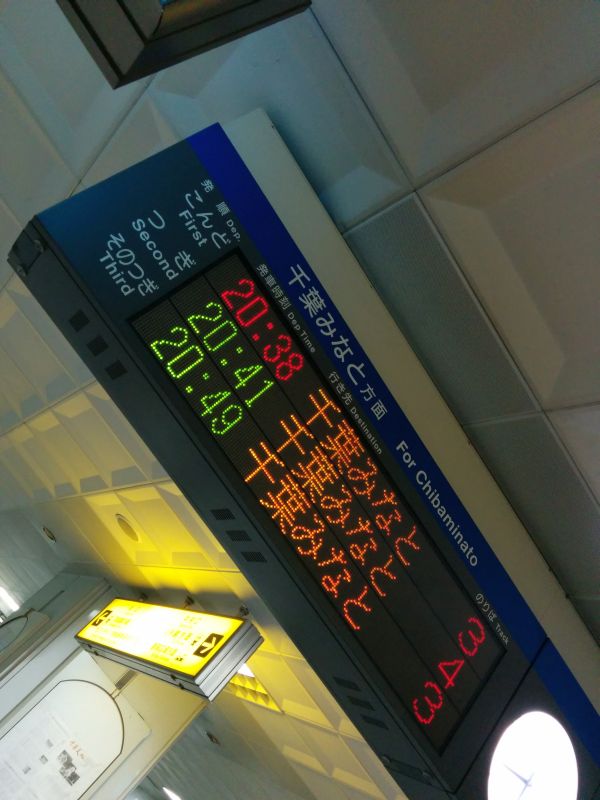 千葉みなと方面 For Chibaminato
発 順 Dep. 発車時刻 Dep Time 行き先 Destination のりば Track
こんど First 20:38 千葉みなと 3
つ ぎ Second 20:41 千葉みなと 4
そのつぎ Third 20:49 千葉みなと 3